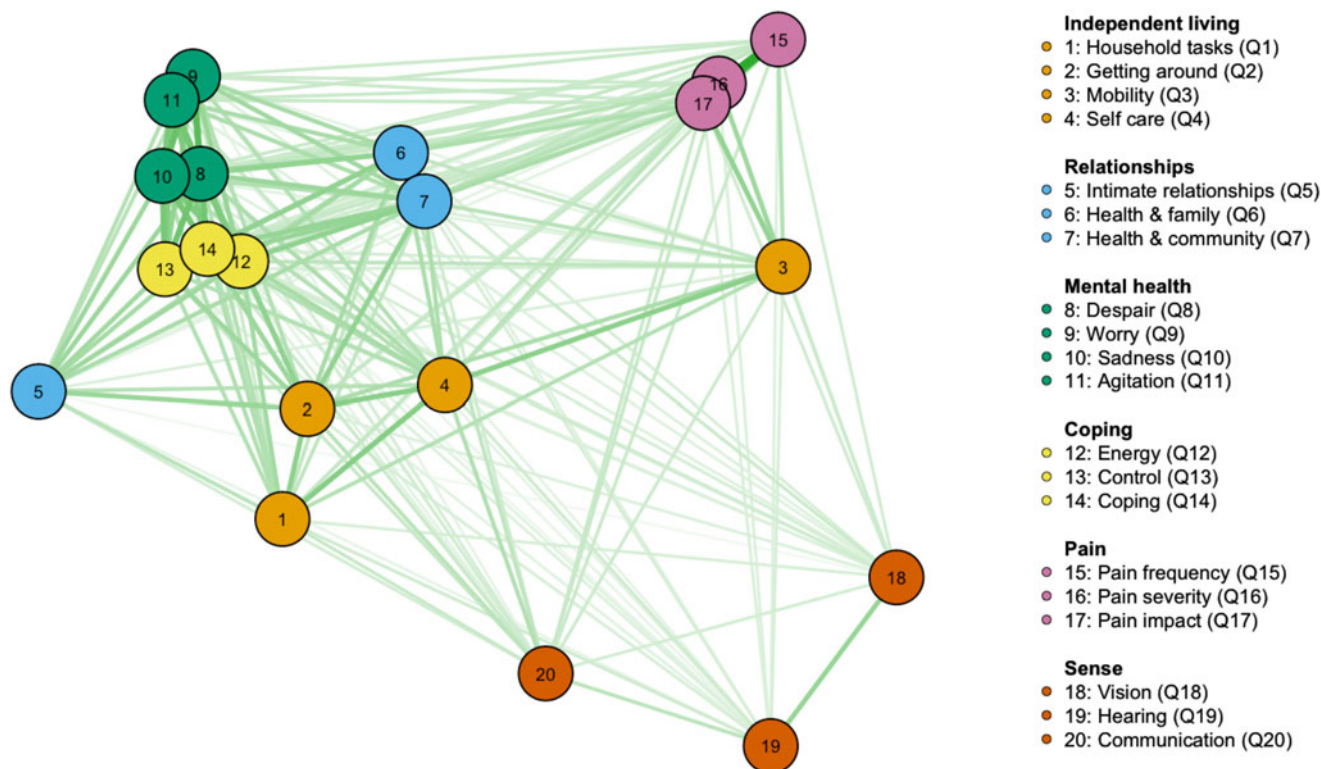 15
9
16
11
17
6
8
10
7
14
12
13
3
4
5
2
1
18
20
19
Independent living
1: Household tasks (Q1)
2: Getting around (Q2)
3: Mobility (Q3)
4: Self care (Q4)
Relationships
5: Intimate relationships (Q5)
6: Health & family (Q6)
7: Health & community (Q7)
Mental health
8: Despair (Q8)
9: Worry (Q9)
10: Sadness (Q10)
11: Agitation (Q11)
Coping
12: Energy (Q12)
13: Control (Q13)
14: Coping (Q14)
Pain
15: Pain frequency (Q15)
16: Pain severity (Q16)
17: Pain impact (Q17)
Sense
18: Vision (Q18)
19: Hearing (Q19)
20: Communication (Q20)